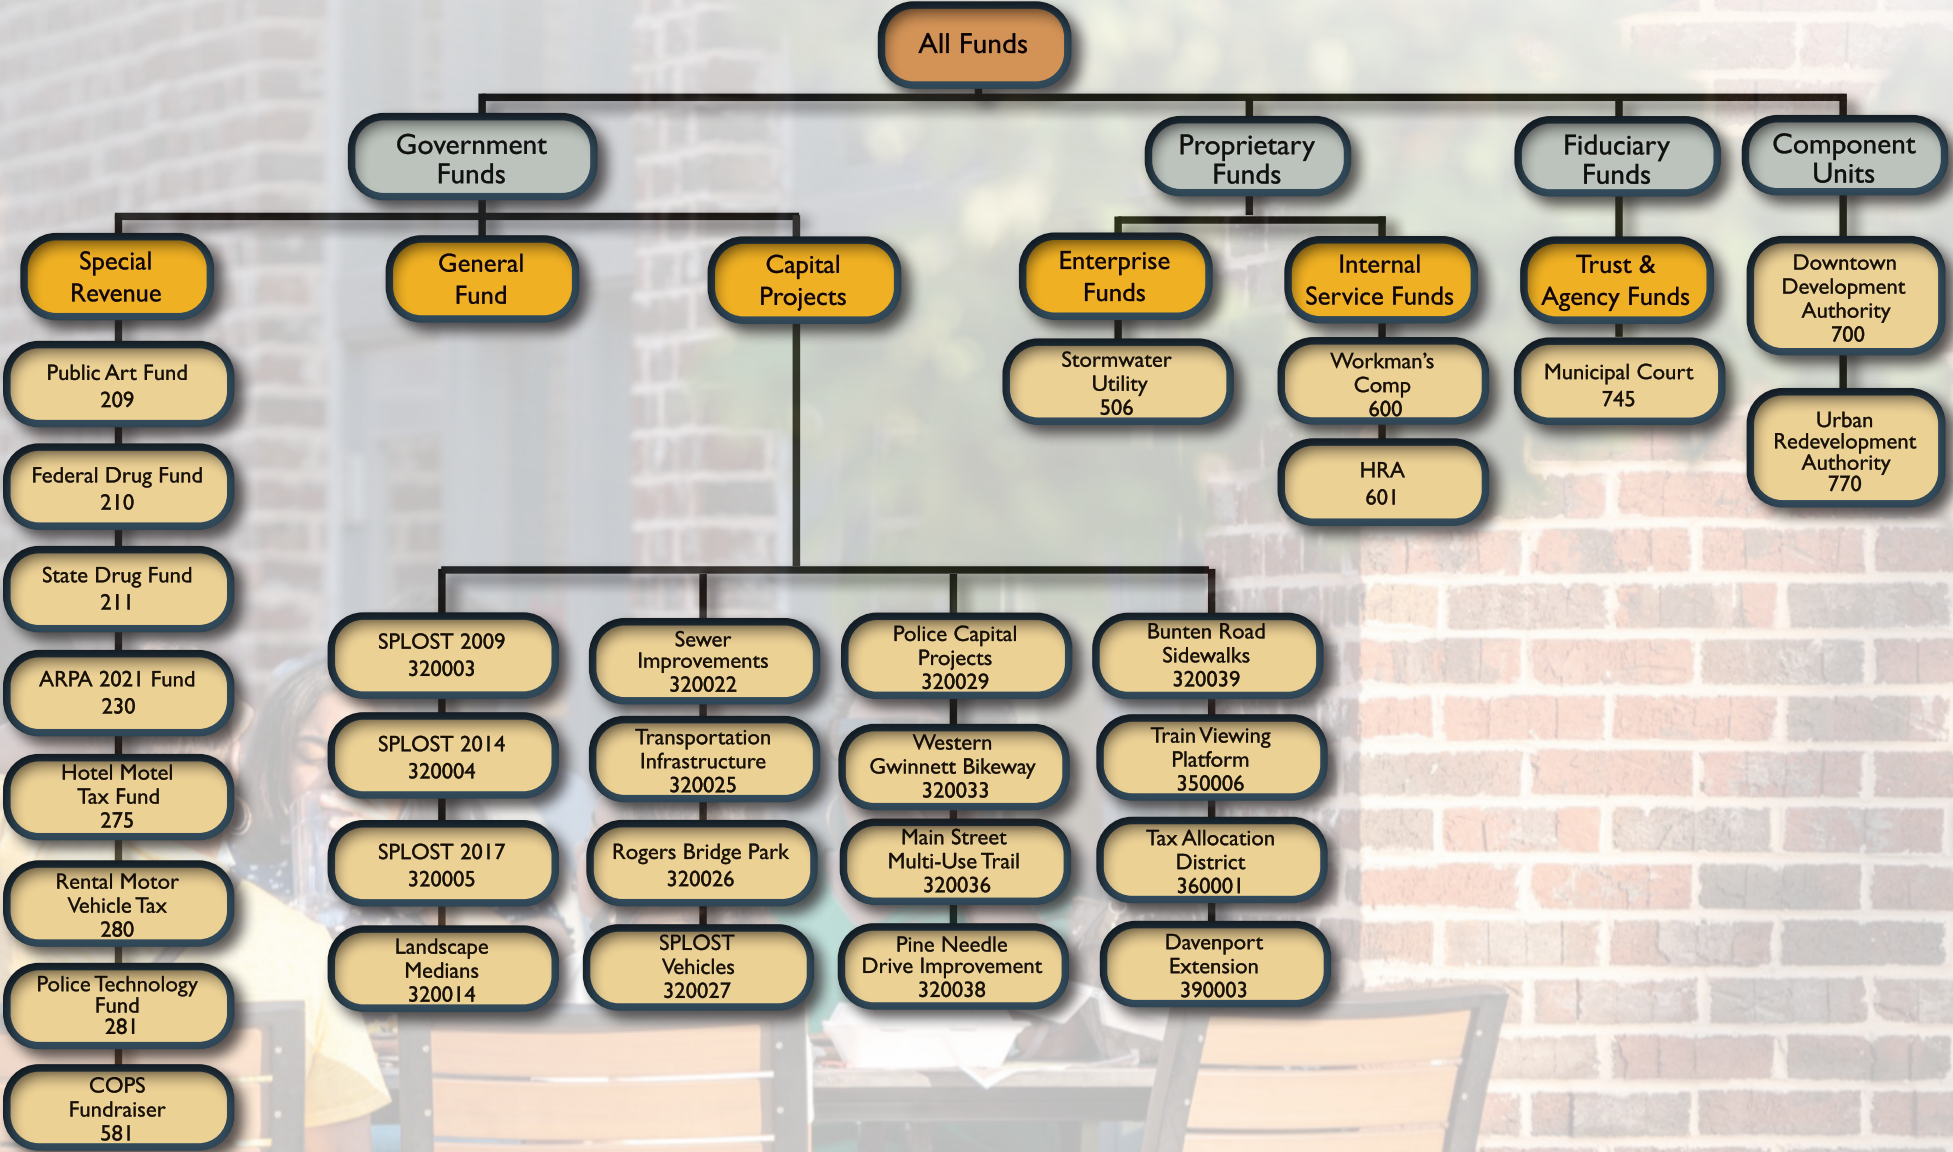 All Funds
Government
Funds
Proprietary
Funds
Fiduciary
Funds
Component
Units
Special
Revenue
General
Fund
Capital
Projects
Enterprise
Funds
Internal
Service Funds
Trust &
Agency Funds
Downtown
Development
Authority
700
Public Art Fund
209
Stormwater
Utility
506
Workman's
Comp
600
Municipal Court
745
Urban
Redevelopment
Authority
770
Federal Drug Fund
210
HRA
601
State Drug Fund
211
ARPA 2021 Fund
230
Hotel Motel
Tax Fund
275
Rental Motor
Vehicle Tax
280
Police Technology
Fund
281
COPS
Fundraiser
581
SPLOST 2009
320003
SPLOST 2014
320004
SPLOST 2017
320005
Landscape
Medians
320014
Sewer
Improvements
320022
Transportation
Infrastructure
320025
Rogers Bridge Park
320026
SPLOST
Vehicles
320027
Police Capital
Projects
320029
Western
Gwinnett Bikeway
320033
Main Street
Multi-Use Trail
320036
Pine Needle
Drive Improvement
320038
Bunten Road
Sidewalks
320039
Train Viewing
Platform
350006
Tax Allocation
District
360001
Davenport
Extension
390003